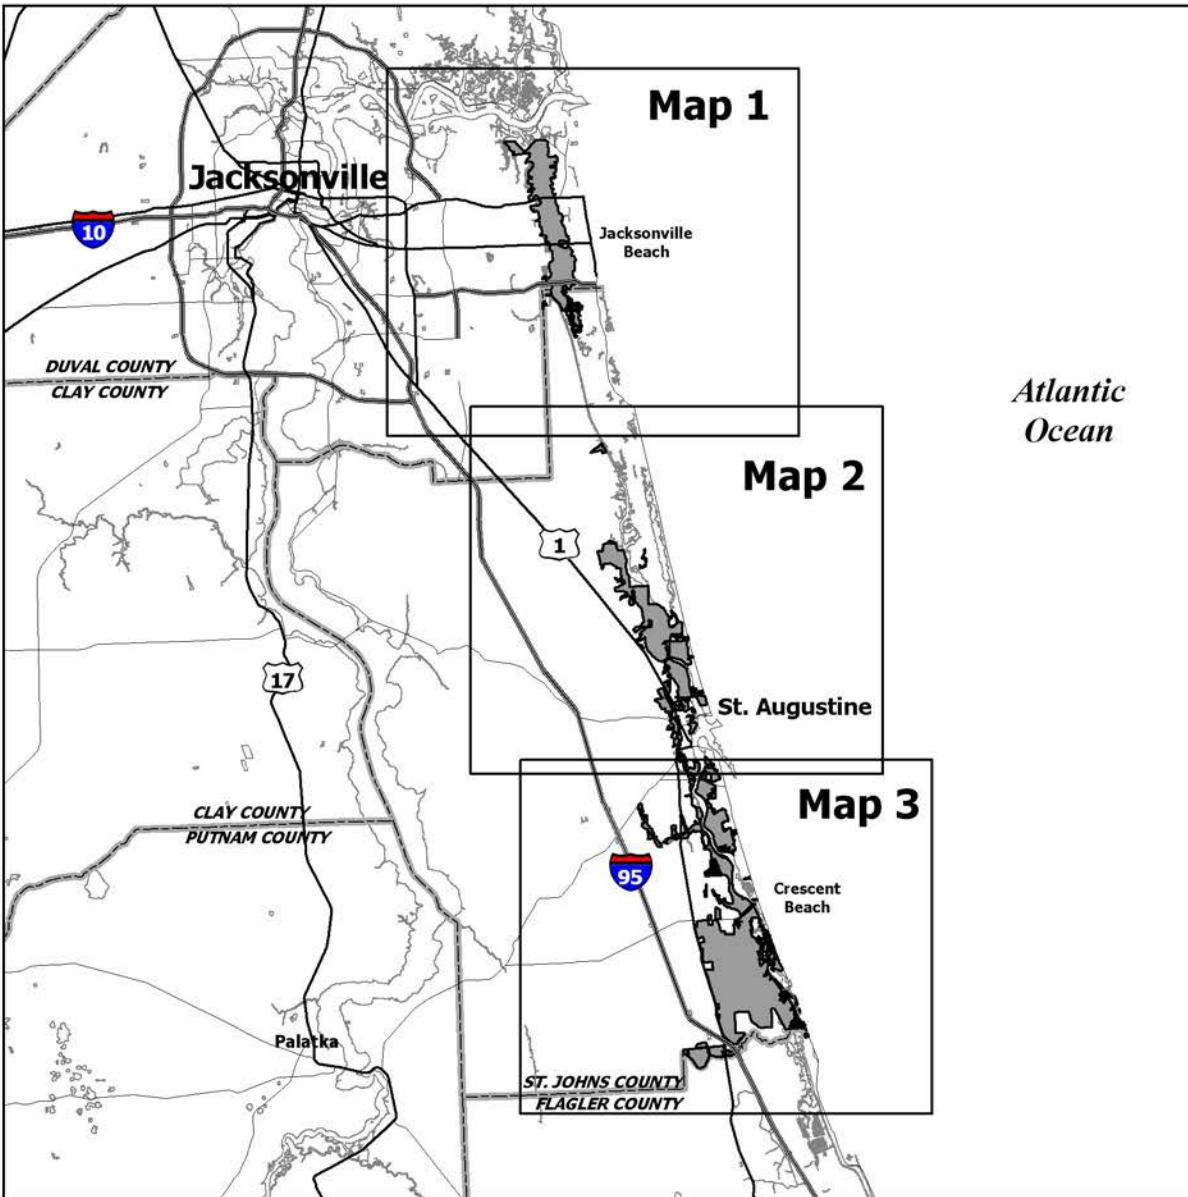 Map 1
Jacksonville
10
Jacksonville
Beach
DUVAL COUNTY
CLAY COUNTY
Atlantic
Ocean
Map 2
1
17
St. Augustine
Map 3
CLAY COUNTY
PUTNAM COUNTY
95
Crescent
Beach
Palatka
ST. JOHNS COUNTY
FLAGLER COUNTY